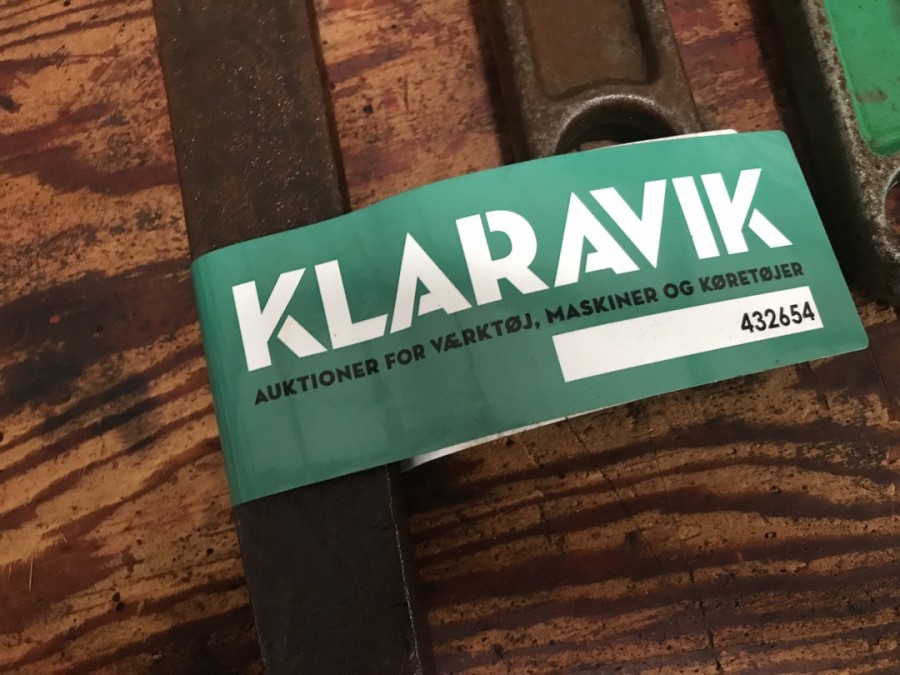 KLARAVIK
AUKTIONER FOR VÆRKTØJ, MASKINER OG KØRETØJER
432654